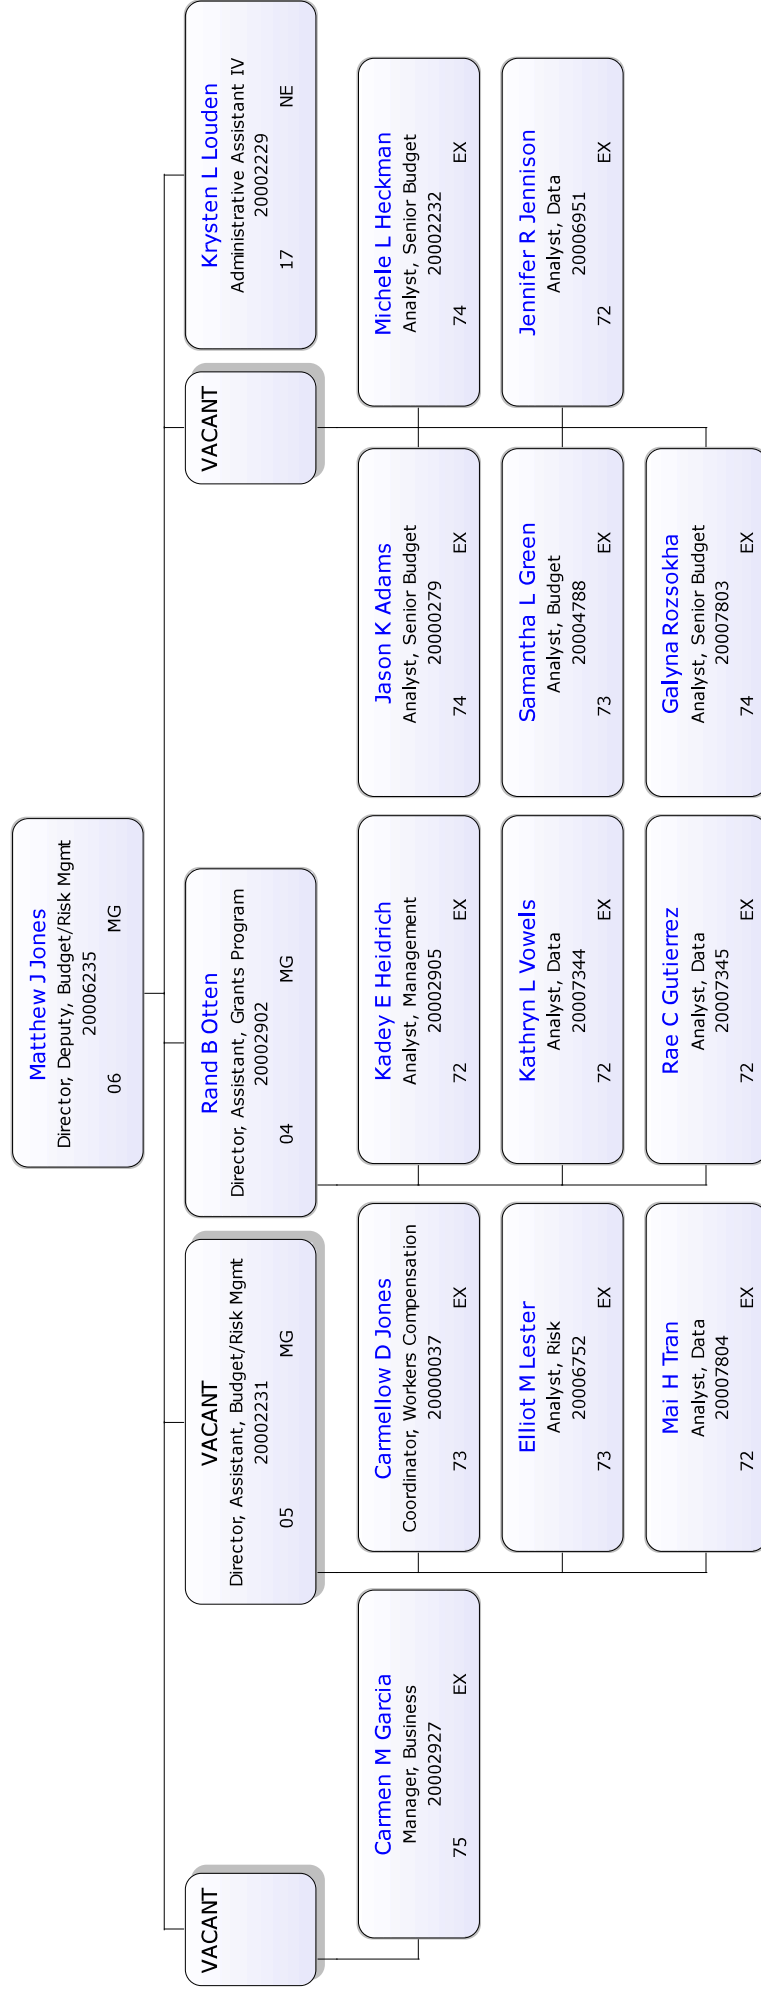 Matthew J Jones
Director, Deputy, Budget/Risk Mgmt
20006235
06 MG
VACANT
VACANT
Director, Assistant, Budget/Risk Mgmt
20002231
05 MG
Rand B Otten
Director, Assistant, Grants Program
20002902
04 MG
VACANT
Krysten L Louden
Administrative Assistant IV
20002229
17 NE
Carmen M Garcia
Manager, Business
20002927
75 EX
Carmellow D Jones
Coordinator, Workers Compensation
20000037
73 EX
Kadey E Heidrich
Analyst, Management
20002905
72 EX
Jason K Adams
Analyst, Senior Budget
20000279
74 EX
Michele L Heckman
Analyst, Senior Budget
20002232
74 EX
Elliot M Lester
Analyst, Risk
20006752
73 EX
Kathryn L Vowels
Analyst, Data
20007344
72 EX
Samantha L Green
Analyst, Budget
20004788
73 EX
Jennifer R Jennison
Analyst, Data
20006951
72 EX
Mai H Tran
Analyst, Data
20007804
72 EX
Rae C Gutierrez
Analyst, Data
20007345
72 EX
Galyna Rozsokha
Analyst, Senior Budget
20007803
74 EX